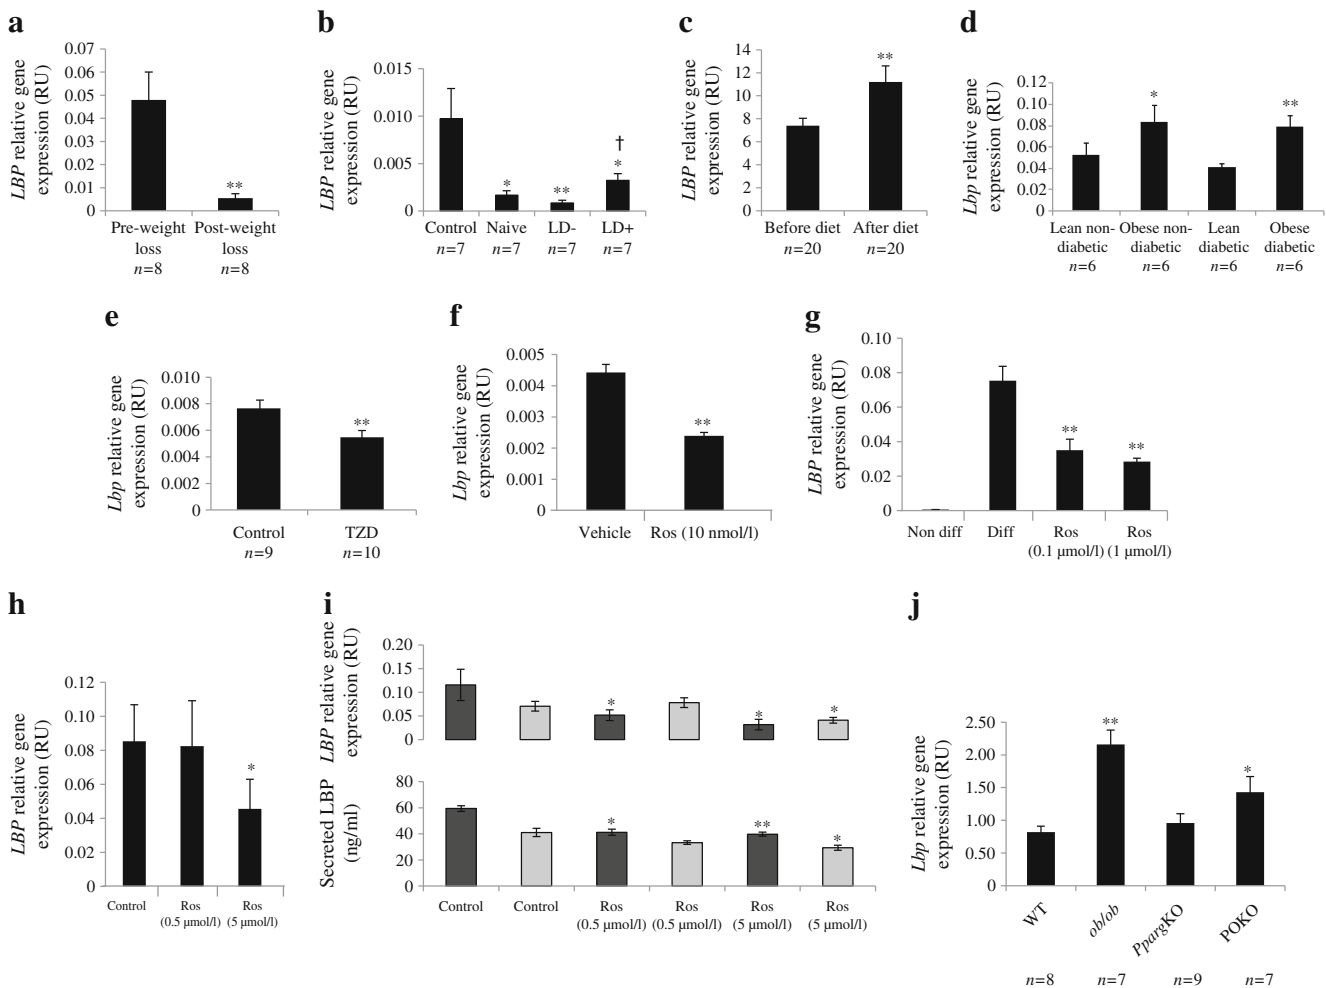 a
LBP relative gene
expression (RU)
0.07
0.06
0.05
0.04
0.03
0.02
0.01
0
**
Pre-weight
loss
n=8
Post-weight
loss
n=8
b
LBP relative gene
expression (RU)
0.015
0.010
0.005
0
*
**
†
*
Control
n=7
Naive
n=7
LD-
n=7
LD+
n=7
c
LBP relative gene
expression (RU)
14
12
10
8
6
4
2
0
**
Before diet
n=20
After diet
n=20
d
Lbp relative gene
expression (RU)
0.12
0.10
0.08
0.06
0.04
0.02
0
*
**
Lean non-
diabetic
n=6
Obese non-
diabetic
n=6
Lean
diabetic
n=6
Obese
diabetic
n=6
e
Lbp relative gene
expression (RU)
0.010
0.008
0.006
0.004
0.002
0
**
Control
n=9
TZD
n=10
f
Lbp relative gene
expression (RU)
0.005
0.004
0.003
0.002
0.001
0
**
Vehicle
Ros (10 nmol/l)
g
LBP relative gene
expression (RU)
0.10
0.08
0.06
0.04
0.02
0
**
**
Non diff
Diff
Ros
(0.1 µmol/l)
Ros
(1 µmol/l)
h
LBP relative gene
expression (RU)
0.12
0.10
0.08
0.06
0.04
0.02
0
*
Control
Ros
(0.5 µmol/l)
Ros
(5 µmol/l)
i
LBP relative gene
expression (RU)
0.20
0.15
0.10
0.05
0
*
*
*
Secreted LBP
(ng/ml)
80
60
40
20
0
*
**
*
Control
Control
Ros
(0.5 µmol/l)
Ros
(0.5 µmol/l)
Ros
(5 µmol/l)
Ros
(5 µmol/l)
j
Lbp relative gene
expression (RU)
2.50
2.00
1.50
1.00
0.50
0
**
*
WT
ob/ob
PpargKO
POKO
n=8
n=7
n=9
n=7